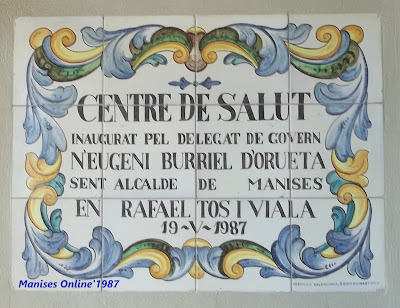 CENTRE DE SALUT
INAUGURAT PEL DELEGAT DE GOVERN
N'EUGENI BURRIEL D'ORUETA
SENT ALCALDE DE MANISES
EN RAFAEL TOS I VIALA
19~V~1987
Manises Online'1987